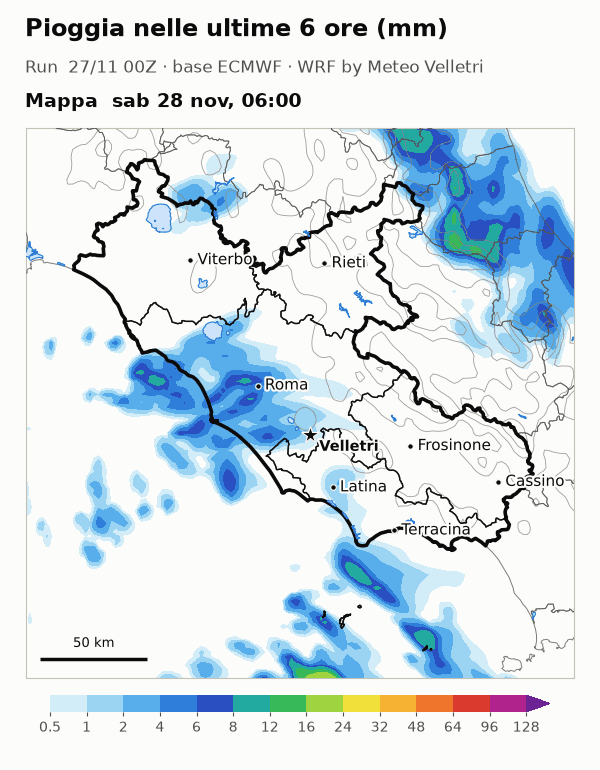 Pioggia nelle ultime 6 ore (mm)
Run  27/11 00Z · base ECMWF · WRF by Meteo Velletri
Mappa  sab 28 nov, 06:00
Viterbo
Rieti
Roma
Velletri
Frosinone
Latina
Cassino
Terracina
50 km
0.5 1 2 4 6 8 12 16 24 32 48 64 96 128